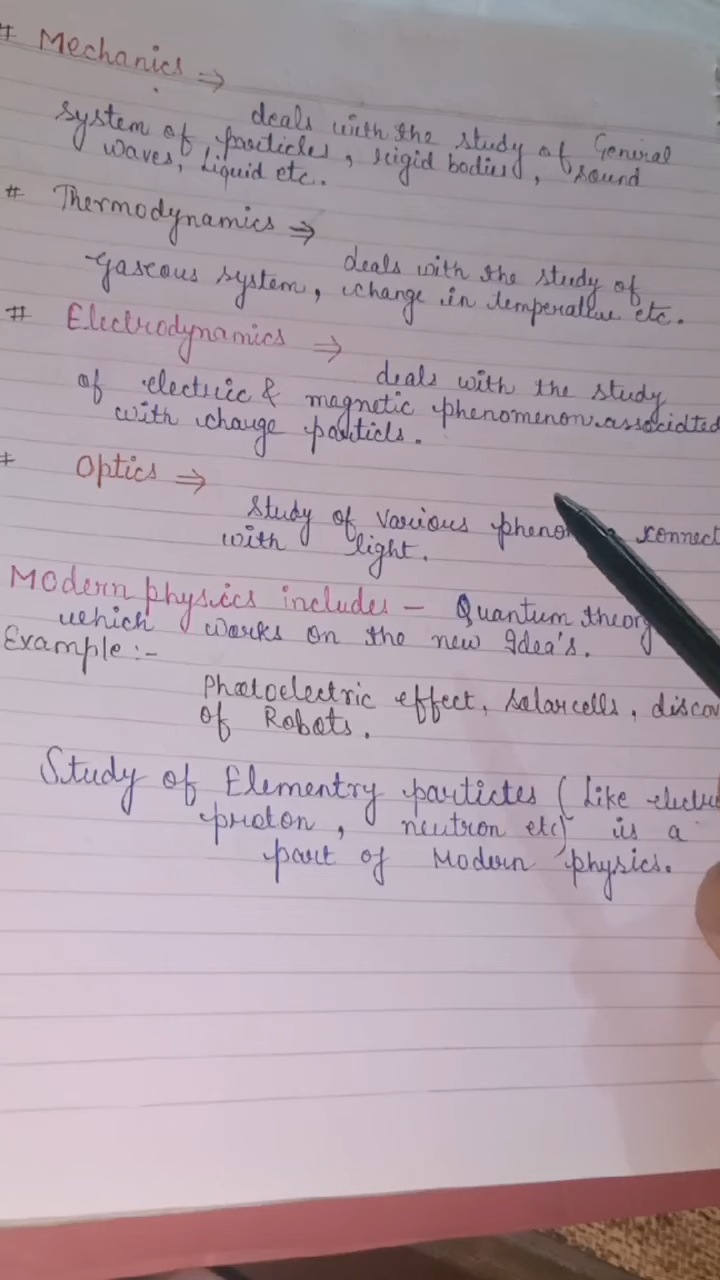 # Mechanics ⇒
deals with the study of General
system of particles, rigid bodies, sound
waves, Liquid etc.
# Thermodynamics ⇒
deals with the study of
gaseous system, change in temperature etc.
# Electrodynamics ⇒
deals with the study
of electric & magnetic phenomenon associated
with charge particls.
# Optics ⇒
Study of various connect
with light.
Modern physics includes - Quantum theory
which works on the new Idea's.
Example :-
Photoelectric effect, Solarcells, discov
of Robots.
Study of Elementry particles (Like electr
proton, neutron etc) is a
part of Modern physics.